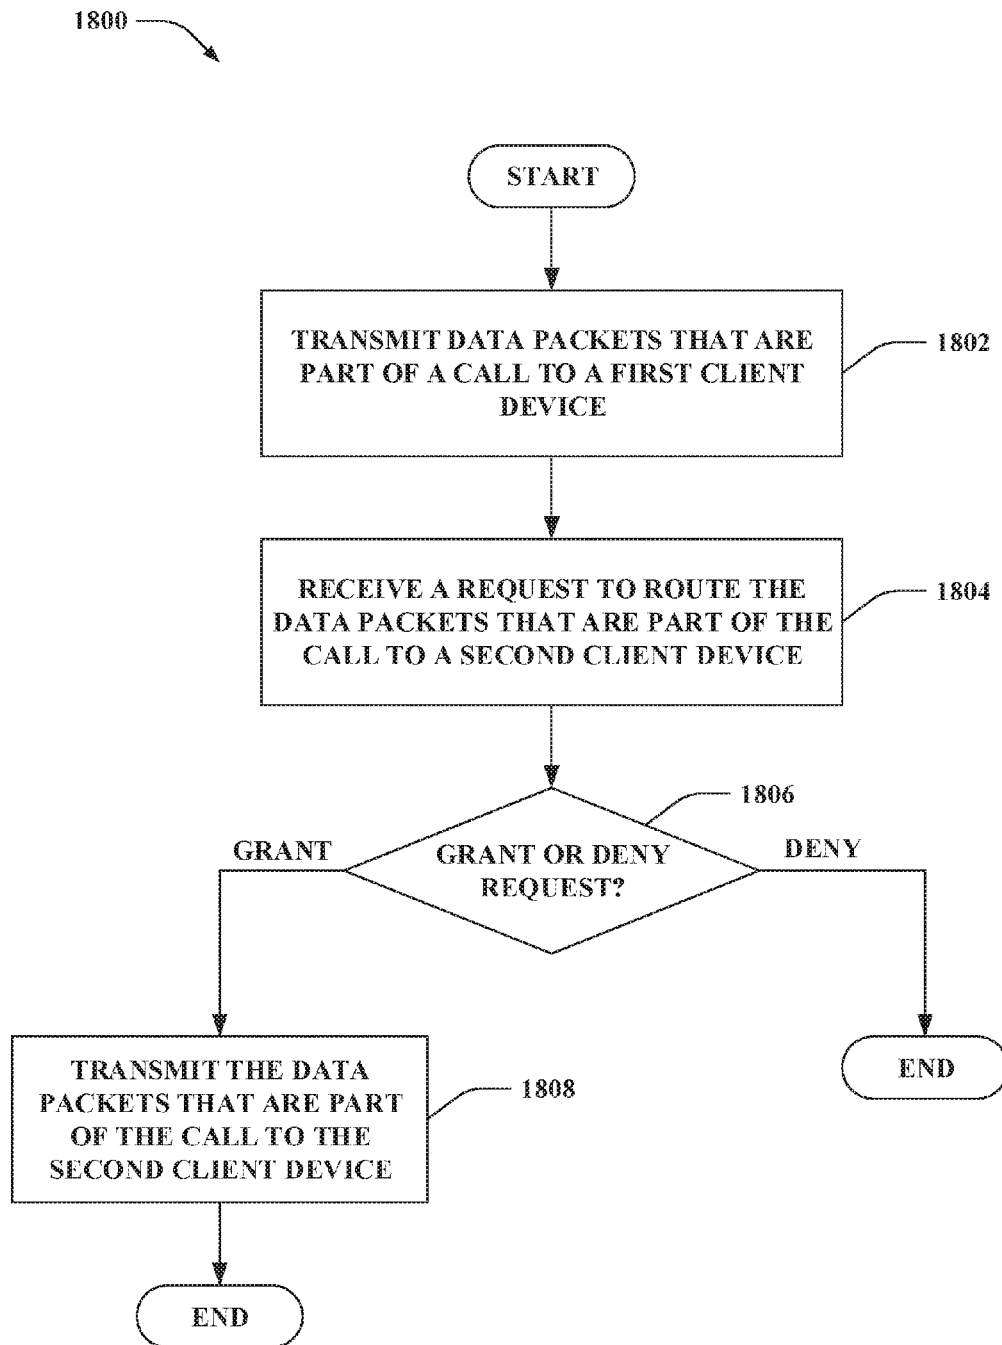 1800
START
TRANSMIT DATA PACKETS THAT ARE
PART OF A CALL TO A FIRST CLIENT
DEVICE
1802
RECEIVE A REQUEST TO ROUTE THE
DATA PACKETS THAT ARE PART OF THE
CALL TO A SECOND CLIENT DEVICE
1804
1806
GRANT
GRANT OR DENY
REQUEST?
DENY
TRANSMIT THE DATA
PACKETS THAT ARE PART
OF THE CALL TO THE
SECOND CLIENT DEVICE
1808
END
END